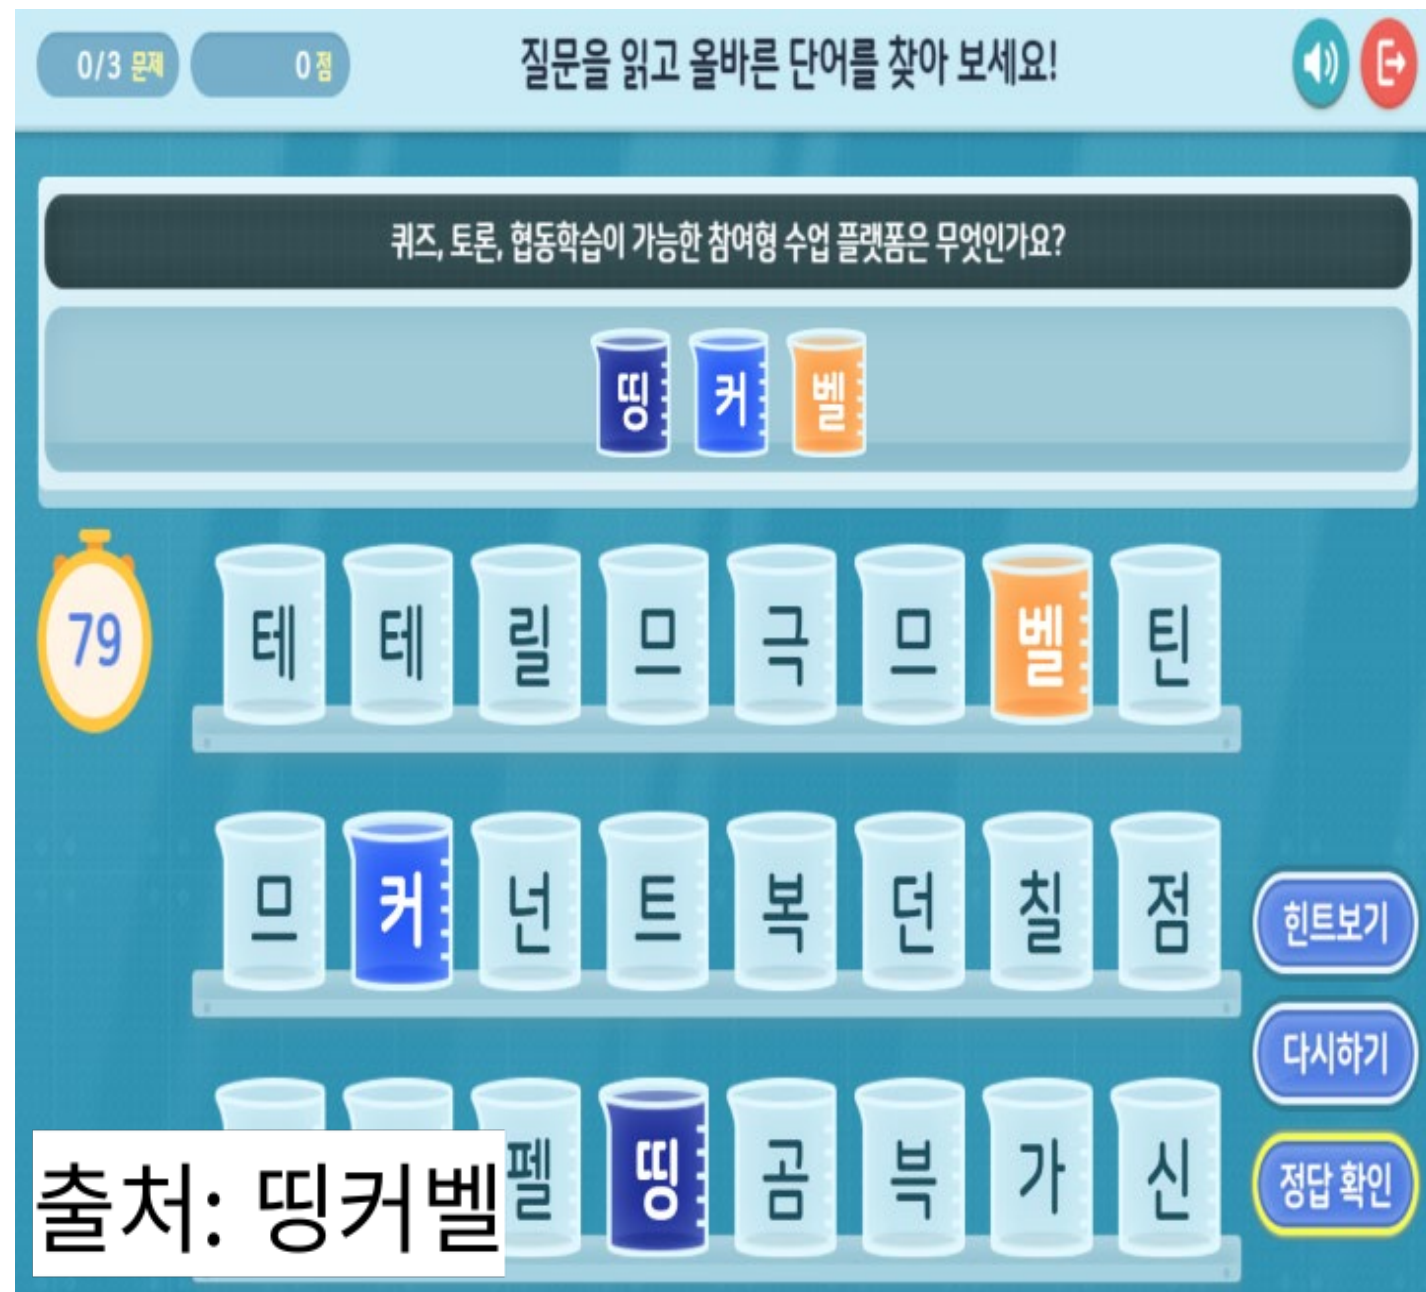 0/3 문제 0점 질문을 읽고 올바른 단어를 찾아 보세요!
퀴즈, 토론, 협동학습이 가능한 참여형 수업 플랫폼은 무엇인가요?
띵 커 벨
79
테 테 릴 므 극 므 벨 틴
므 커 넌 트 복 던 칠 점
힌트보기
다시하기
펠 띵 곰 븍 가 신
정답 확인
출처: 띵커벨